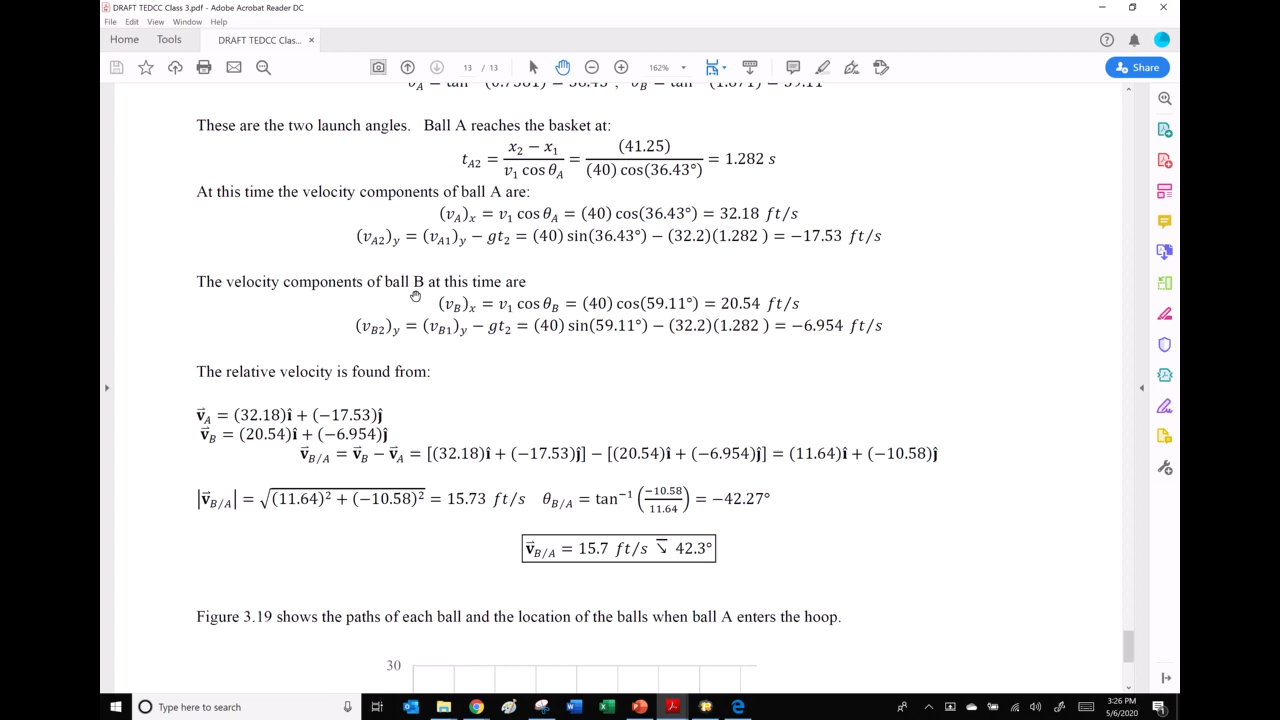 DRAFT TEDCC Class 3.pdf - Adobe Acrobat Reader DC
File Edit View Window Help
Home Tools DRAFT TEDCC Clas... ×
13 / 13 162% Share
These are the two launch angles. Ball A reaches the basket at:
t_A2 = (x₂ − x₁)/(v₁ cos θ_A) = (41.25)/((40) cos(36.43°)) = 1.282 s
At this time the velocity components of ball A are:
(v_A)_x = v₁ cos θ_A = (40) cos(36.43°) = 32.18 ft/s
(v_A2)_y = (v_A1)_y − gt₂ = (40) sin(36.43°) − (32.2)(1.282 ) = −17.53 ft/s
The velocity components of ball B at this time are
(v_B)_x = v₁ cos θ_B = (40) cos(59.11°) = 20.54 ft/s
(v_B2)_y = (v_B1)_y − gt₂ = (40) sin(59.11°) − (32.2)(1.282 ) = −6.954 ft/s
The relative velocity is found from:
v⃗_A = (32.18)î + (−17.53)ĵ
v⃗_B = (20.54)î + (−6.954)ĵ
v⃗_B/A = v⃗_B − v⃗_A = [(32.18)î + (−17.53)ĵ] − [(20.54)î + (−6.954)ĵ] = (11.64)î + (−10.58)ĵ
|v⃗_B/A| = √((11.64)² + (−10.58)²) = 15.73 ft/s θ_B/A = tan⁻¹(−10.58/11.64) = −42.27°
v⃗_B/A = 15.7 ft/s ↘ 42.3°
Figure 3.19 shows the paths of each ball and the location of the balls when ball A enters the hoop.
30
Type here to search
3:26 PM
5/6/2020